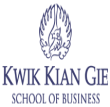 KWIK KIAN GIE
SCHOOL OF BUSINESS